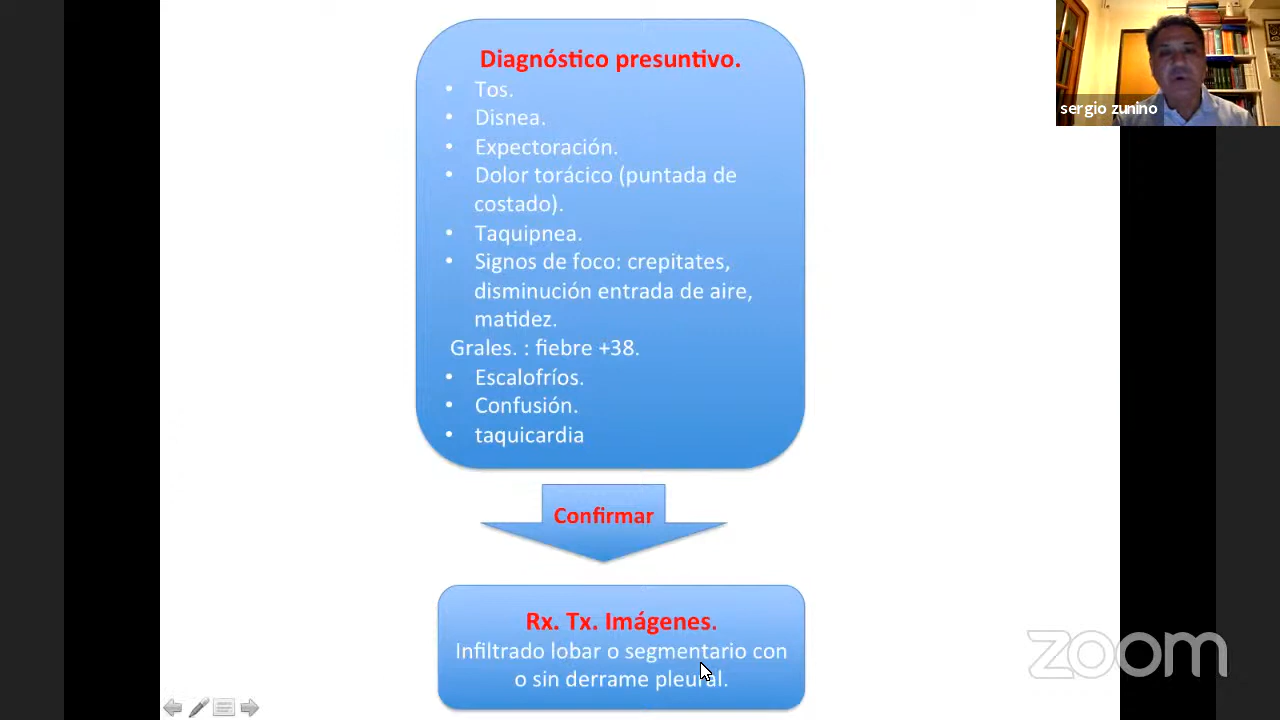 Diagnóstico presuntivo.
• Tos.
• Disnea.
• Expectoración.
• Dolor torácico (puntada de
costado).
• Taquipnea.
• Signos de foco: crepitates,
disminución entrada de aire,
matidez.
Grales. : fiebre +38.
• Escalofríos.
• Confusión.
• taquicardia
Confirmar
Rx. Tx. Imágenes.
Infiltrado lobar o segmentario con
o sin derrame pleural.
sergio zunino
zoom